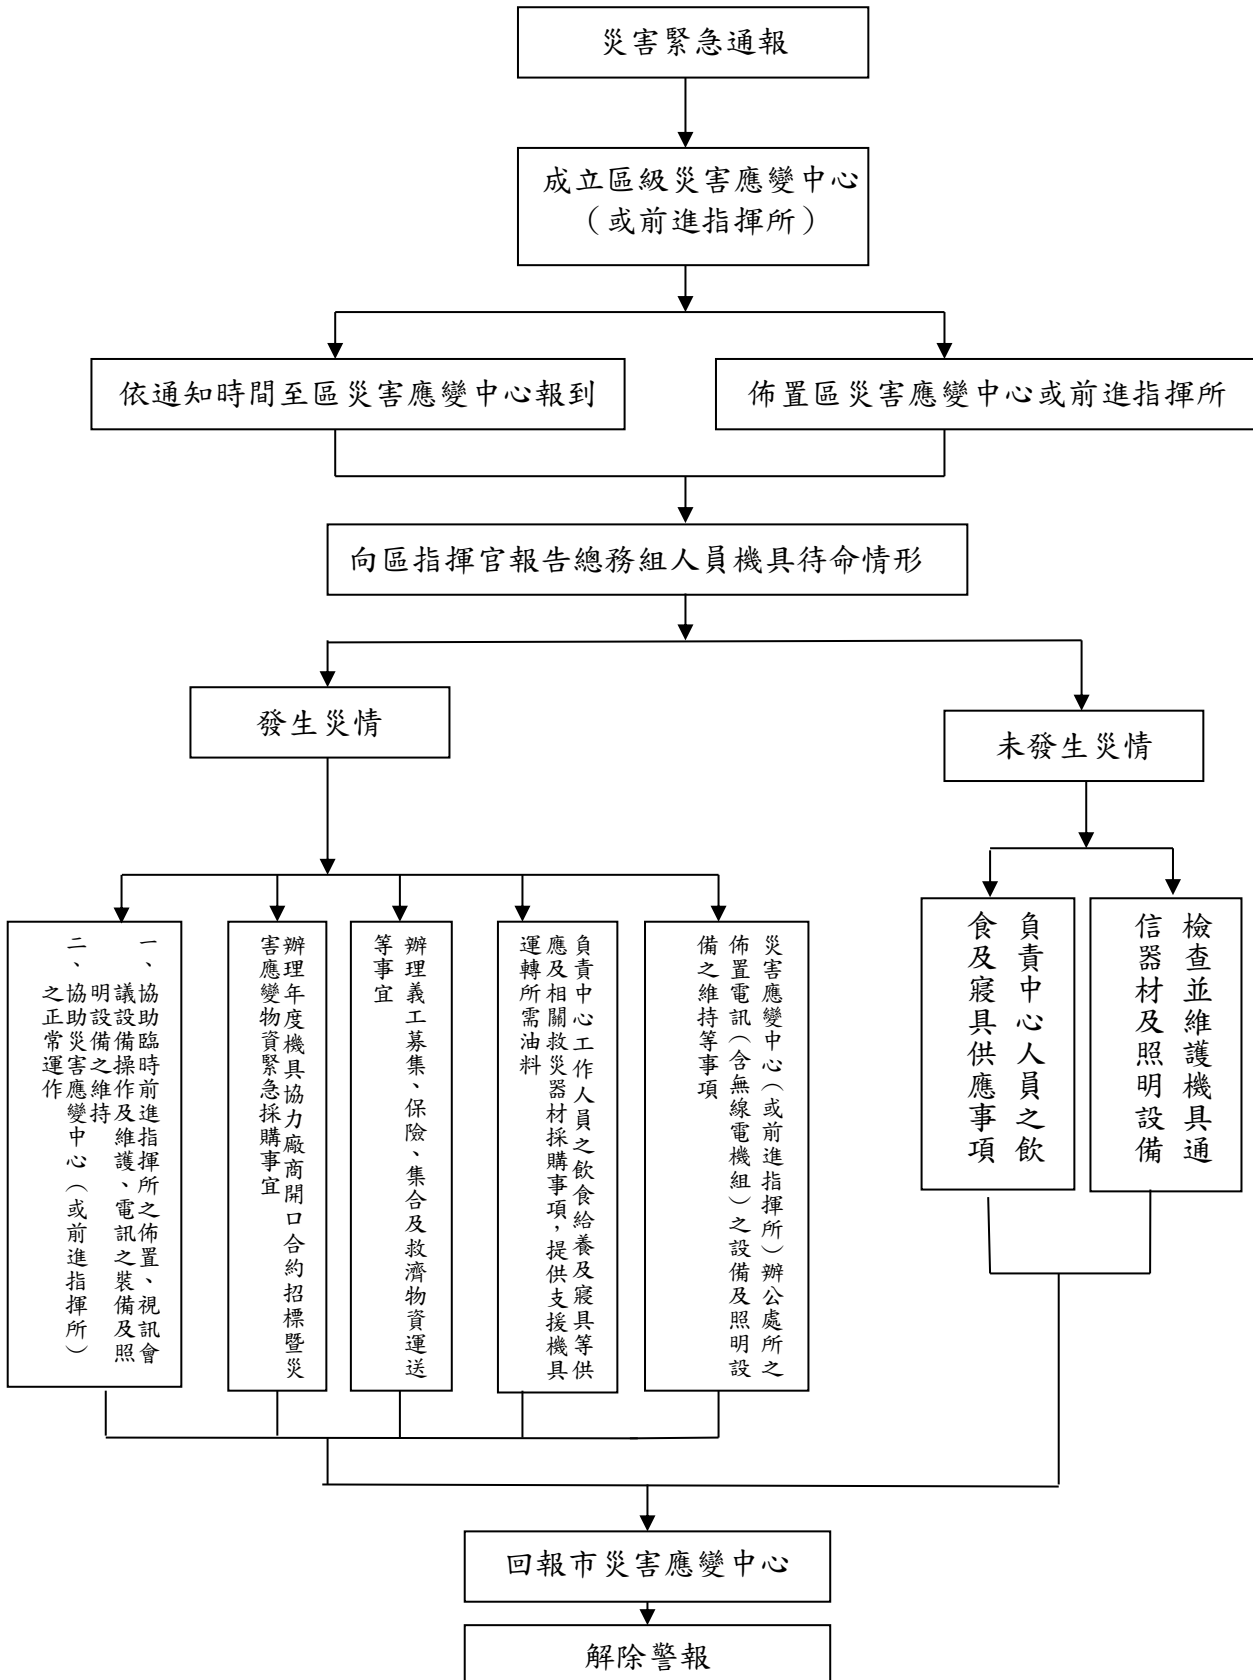 災害緊急通報
成立區級災害應變中心
（或前進指揮所）
依通知時間至區災害應變中心報到
佈置區災害應變中心或前進指揮所
向區指揮官報告總務組人員機具待命情形
發生災情
未發生災情
一、協助臨時前進指揮所之佈置、視訊會
議設備操作及維護、電訊之裝備及照
明設備之維持
二、協助災害應變中心（或前進指揮所）
之正常運作
辦理年度機具協力廠商開口合約招標暨災
害應變物資緊急採購事宜
辦理義工募集、保險、集合及救濟物資運送
等事宜
負責中心工作人員之飲食給養及寢具等供
應及相關救災器材採購事項，提供支援機具
運轉所需油料
災害應變中心（或前進指揮所）辦公處所之
佈置電訊（含無線電機組）之設備及照明設
備之維持等事項
負責中心人員之飲
食及寢具供應事項
檢查並維護機具通
信器材及照明設備
回報市災害應變中心
解除警報